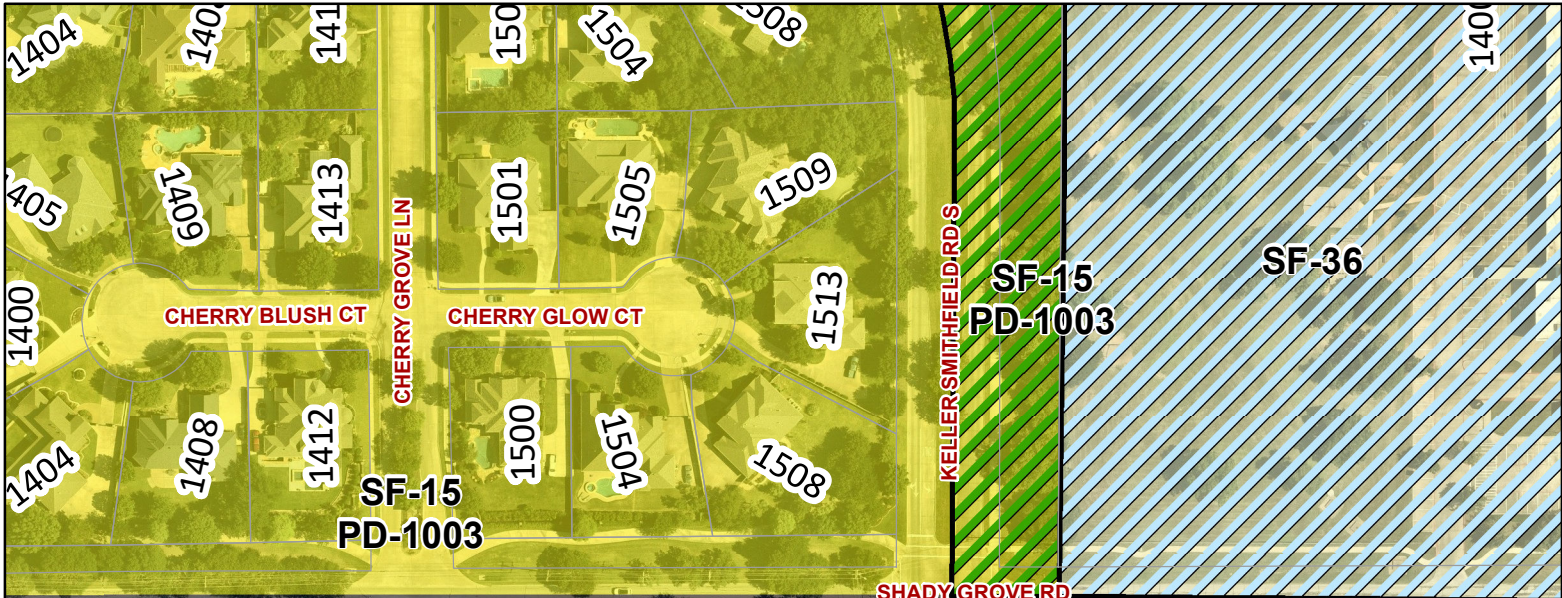 1404
1413
1504
1508
1409
1413
1501
1505
1509
1405
1400
CHERRY BLUSH CT
CHERRY GROVE LN
CHERRY GLOW CT
1513
KELLER SMITHFIELD RD S
SF-15
PD-1003
SF-36
1404
1408
1412
1500
1504
1508
SF-15
PD-1003
SHADY GROVE RD